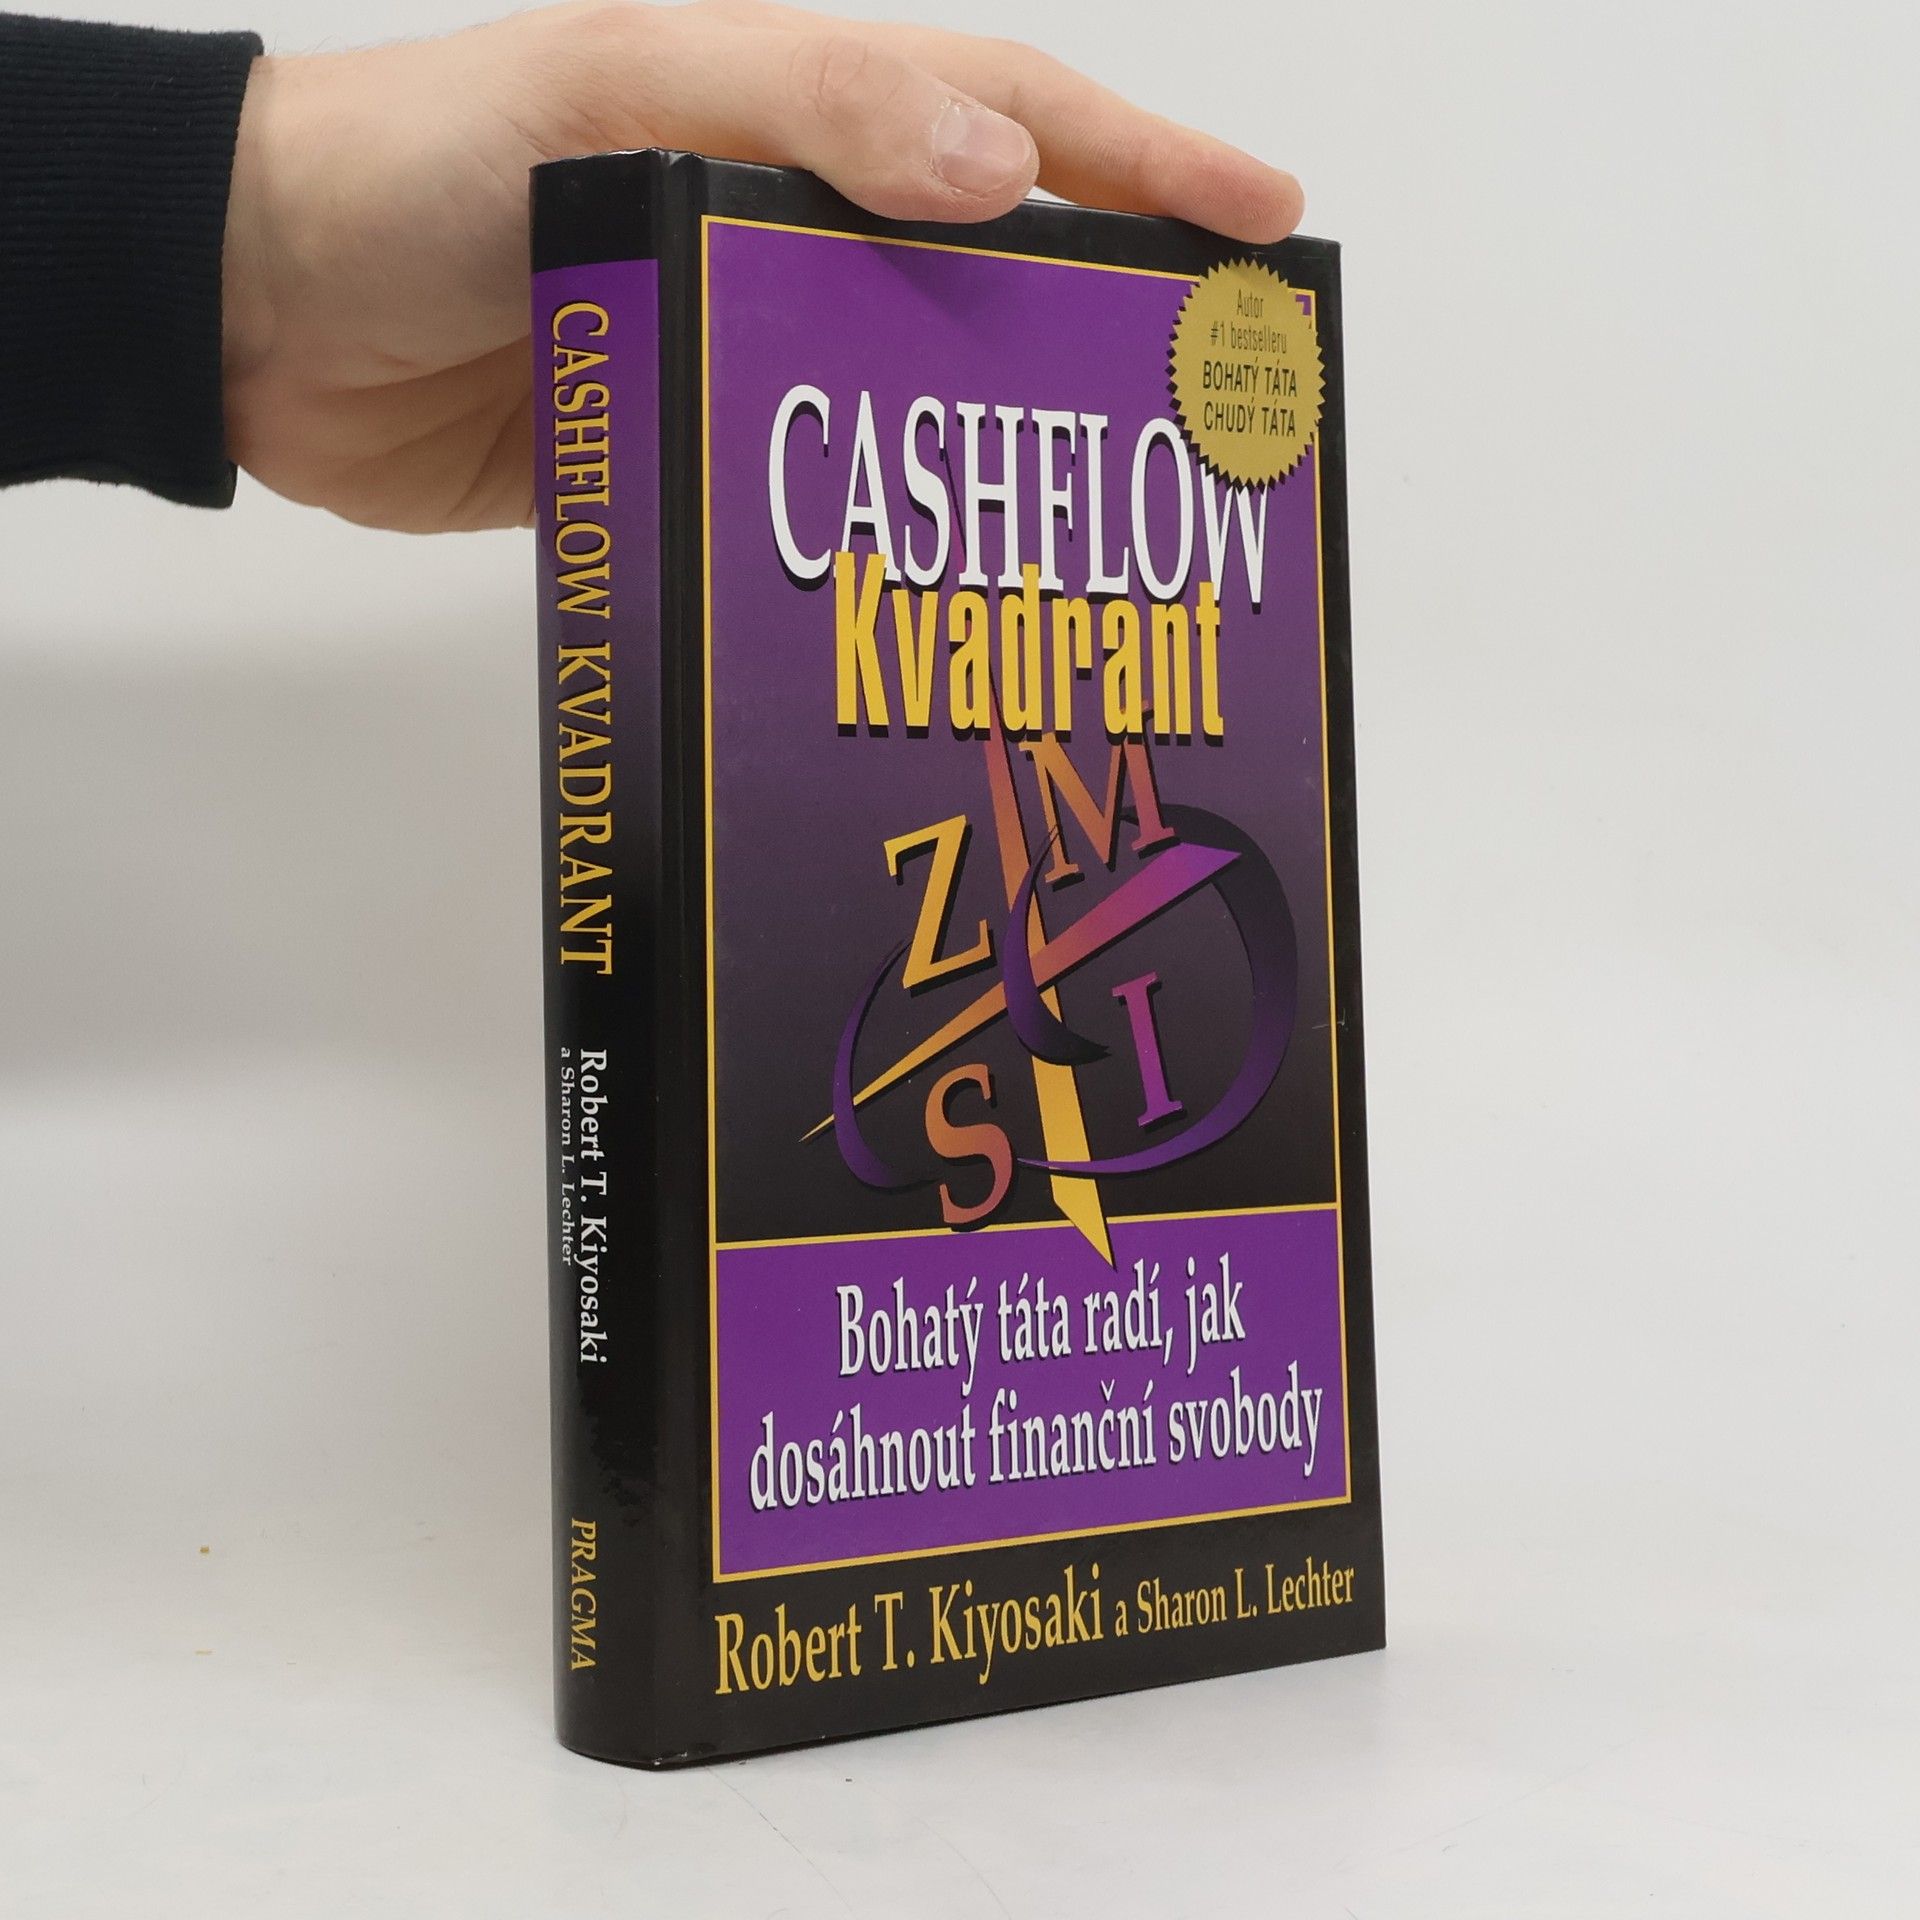 CASHFLOW KVADRANT
Robert T. Kiyosaki
a Sharon L. Lechter
PRAGMA
Autor
#1 bestselleru
BOHATÝ TÁTA
CHUDÝ TÁTA
CASHFLOW
Kvadrant
Z M
S I
Bohatý táta radí, jak
dosáhnout finanční svobody
Robert T. Kiyosaki a Sharon L. Lechter